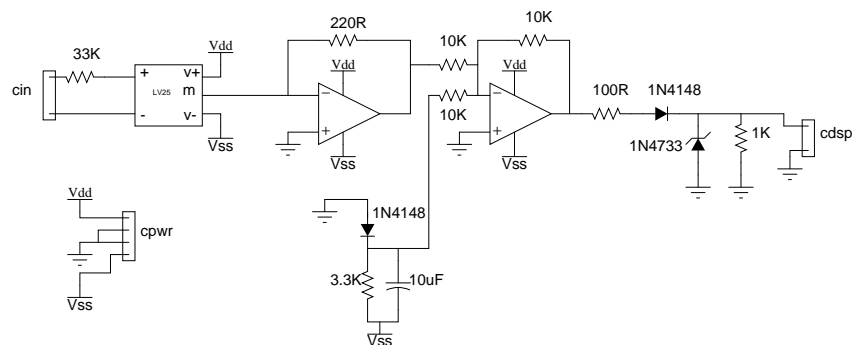 220R
10K
10K
33K
Vdd
Vdd
Vdd
cin
+
v+
m
LV25
-
v-
−
+
10K
−
+
100R
1N4148
1N4733
1K
cdsp
Vss
Vss
Vss
Vdd
cpwr
Vss
1N4148
3.3K
10uF
Vss